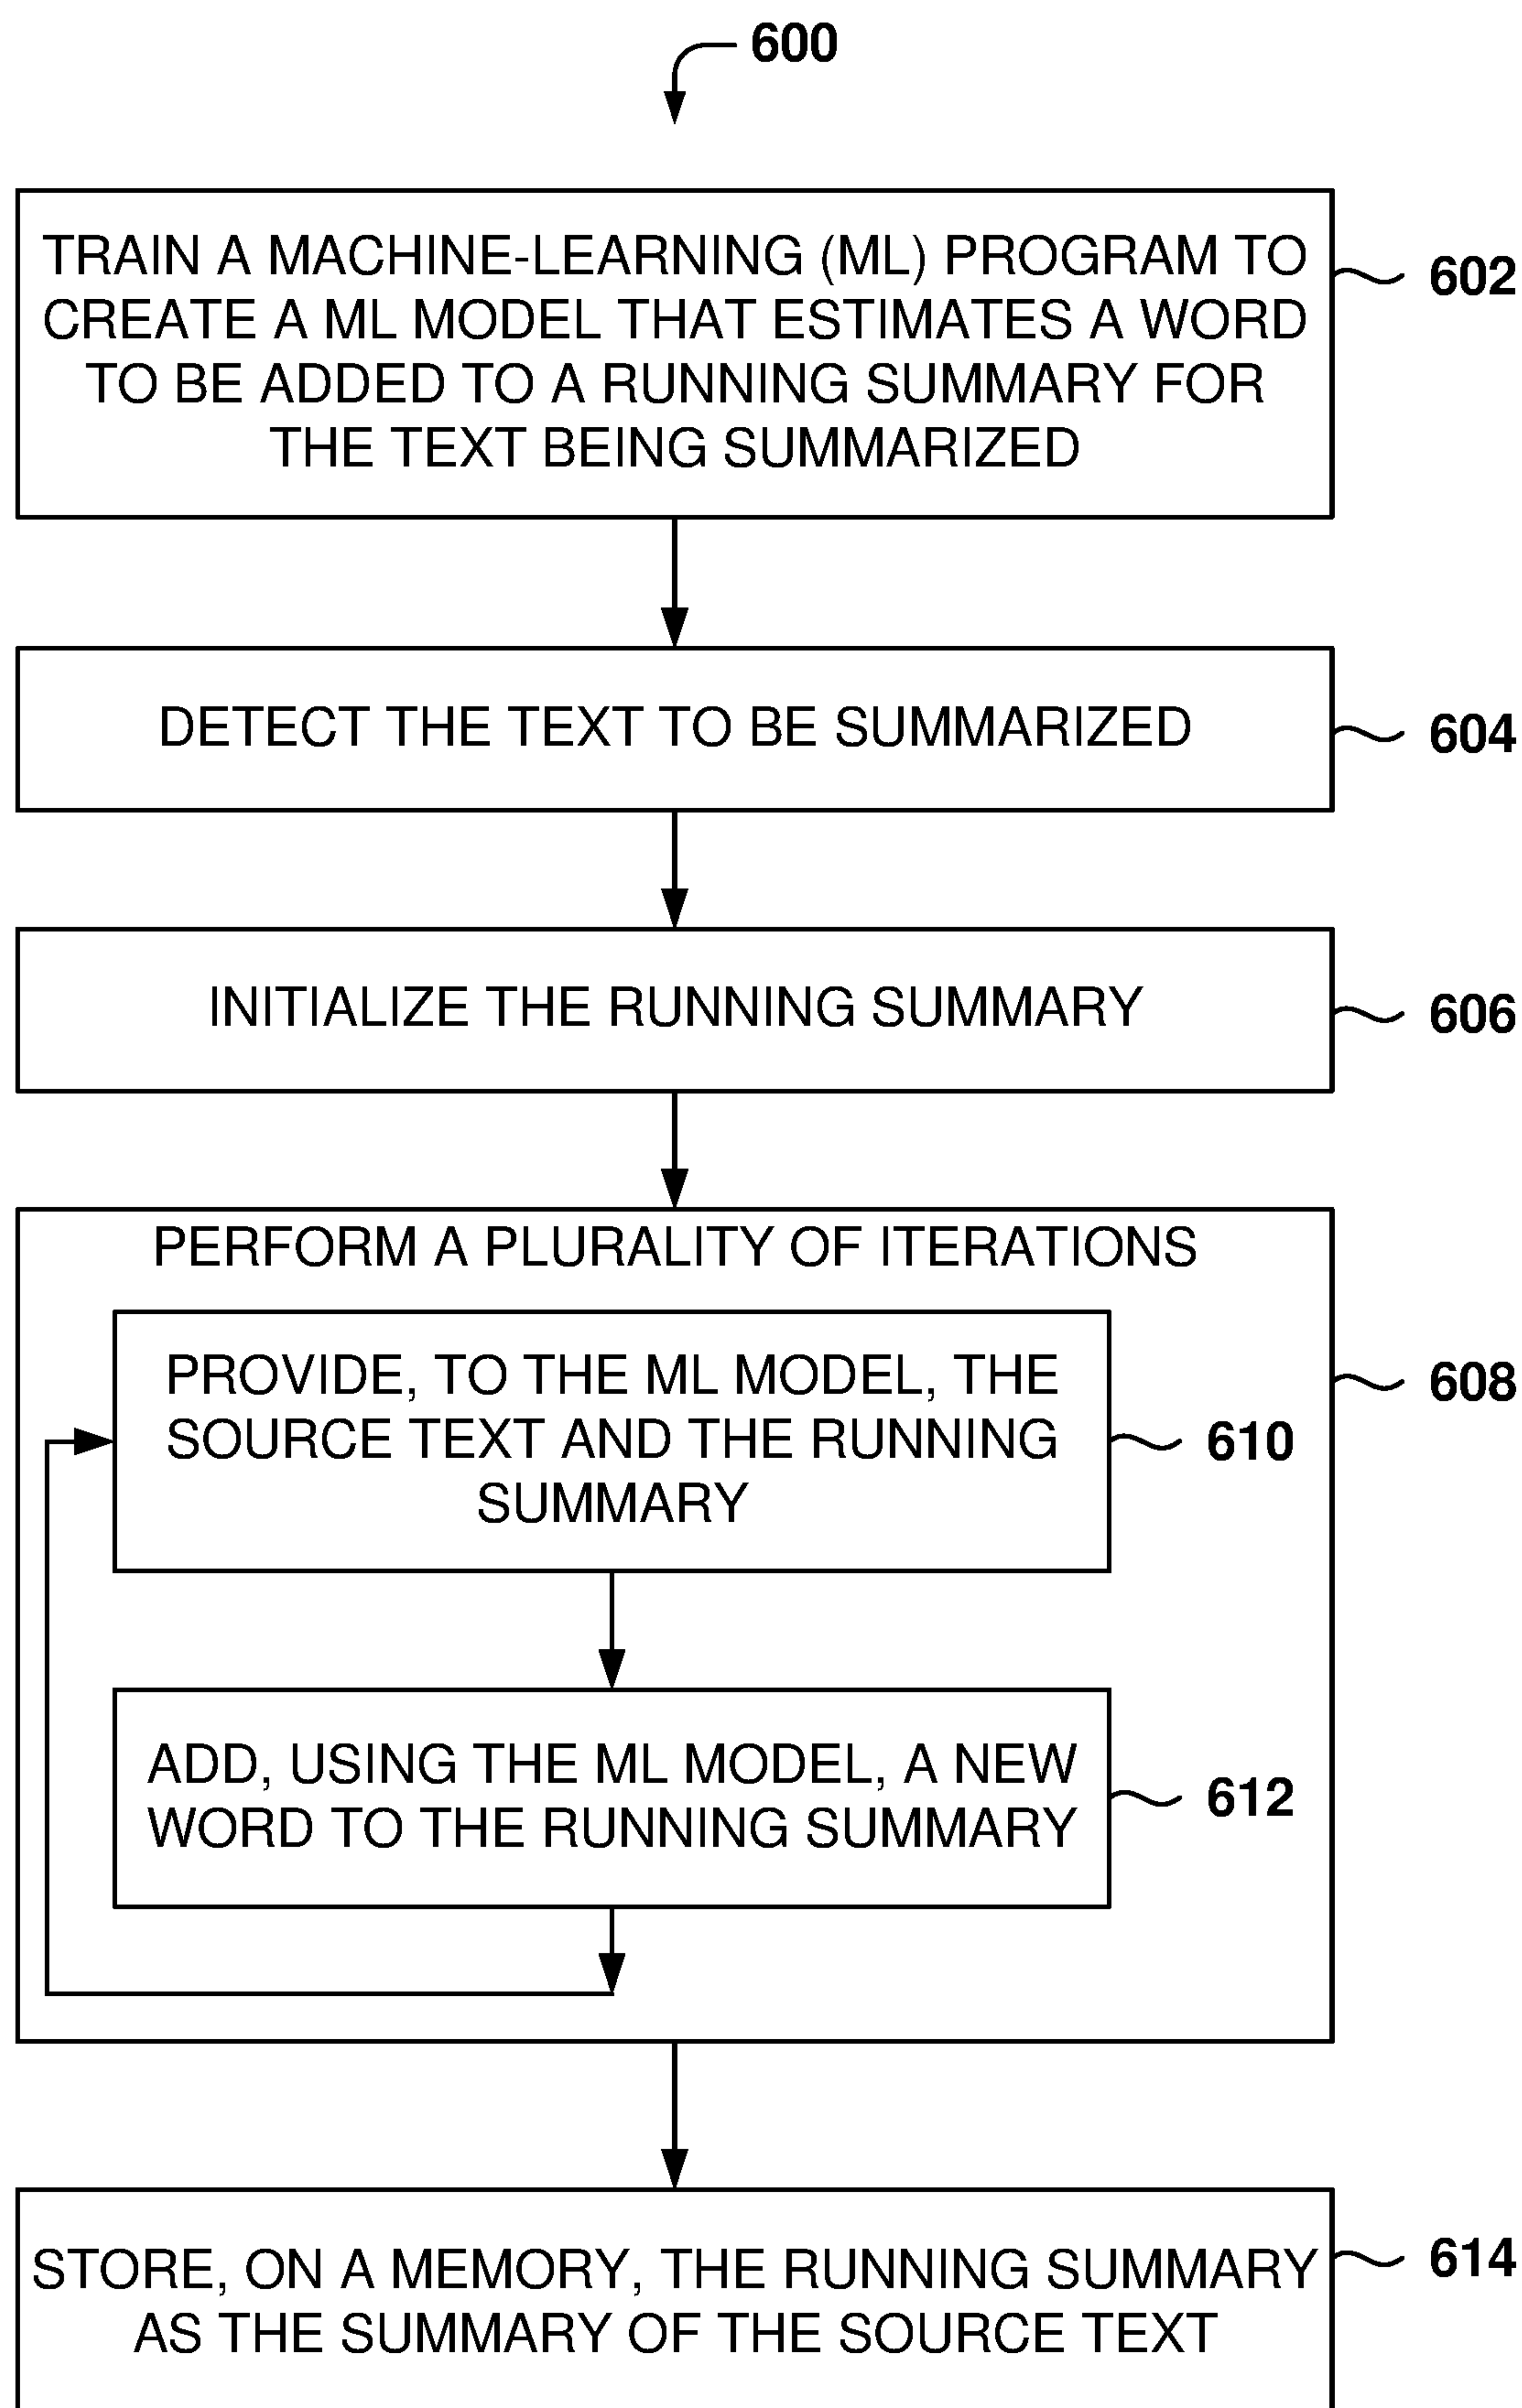 600
TRAIN A MACHINE-LEARNING (ML) PROGRAM TO
CREATE A ML MODEL THAT ESTIMATES A WORD
TO BE ADDED TO A RUNNING SUMMARY FOR
THE TEXT BEING SUMMARIZED
602
DETECT THE TEXT TO BE SUMMARIZED
604
INITIALIZE THE RUNNING SUMMARY
606
PERFORM A PLURALITY OF ITERATIONS
608
PROVIDE, TO THE ML MODEL, THE
SOURCE TEXT AND THE RUNNING
SUMMARY
610
ADD, USING THE ML MODEL, A NEW
WORD TO THE RUNNING SUMMARY
612
STORE, ON A MEMORY, THE RUNNING SUMMARY
AS THE SUMMARY OF THE SOURCE TEXT
614